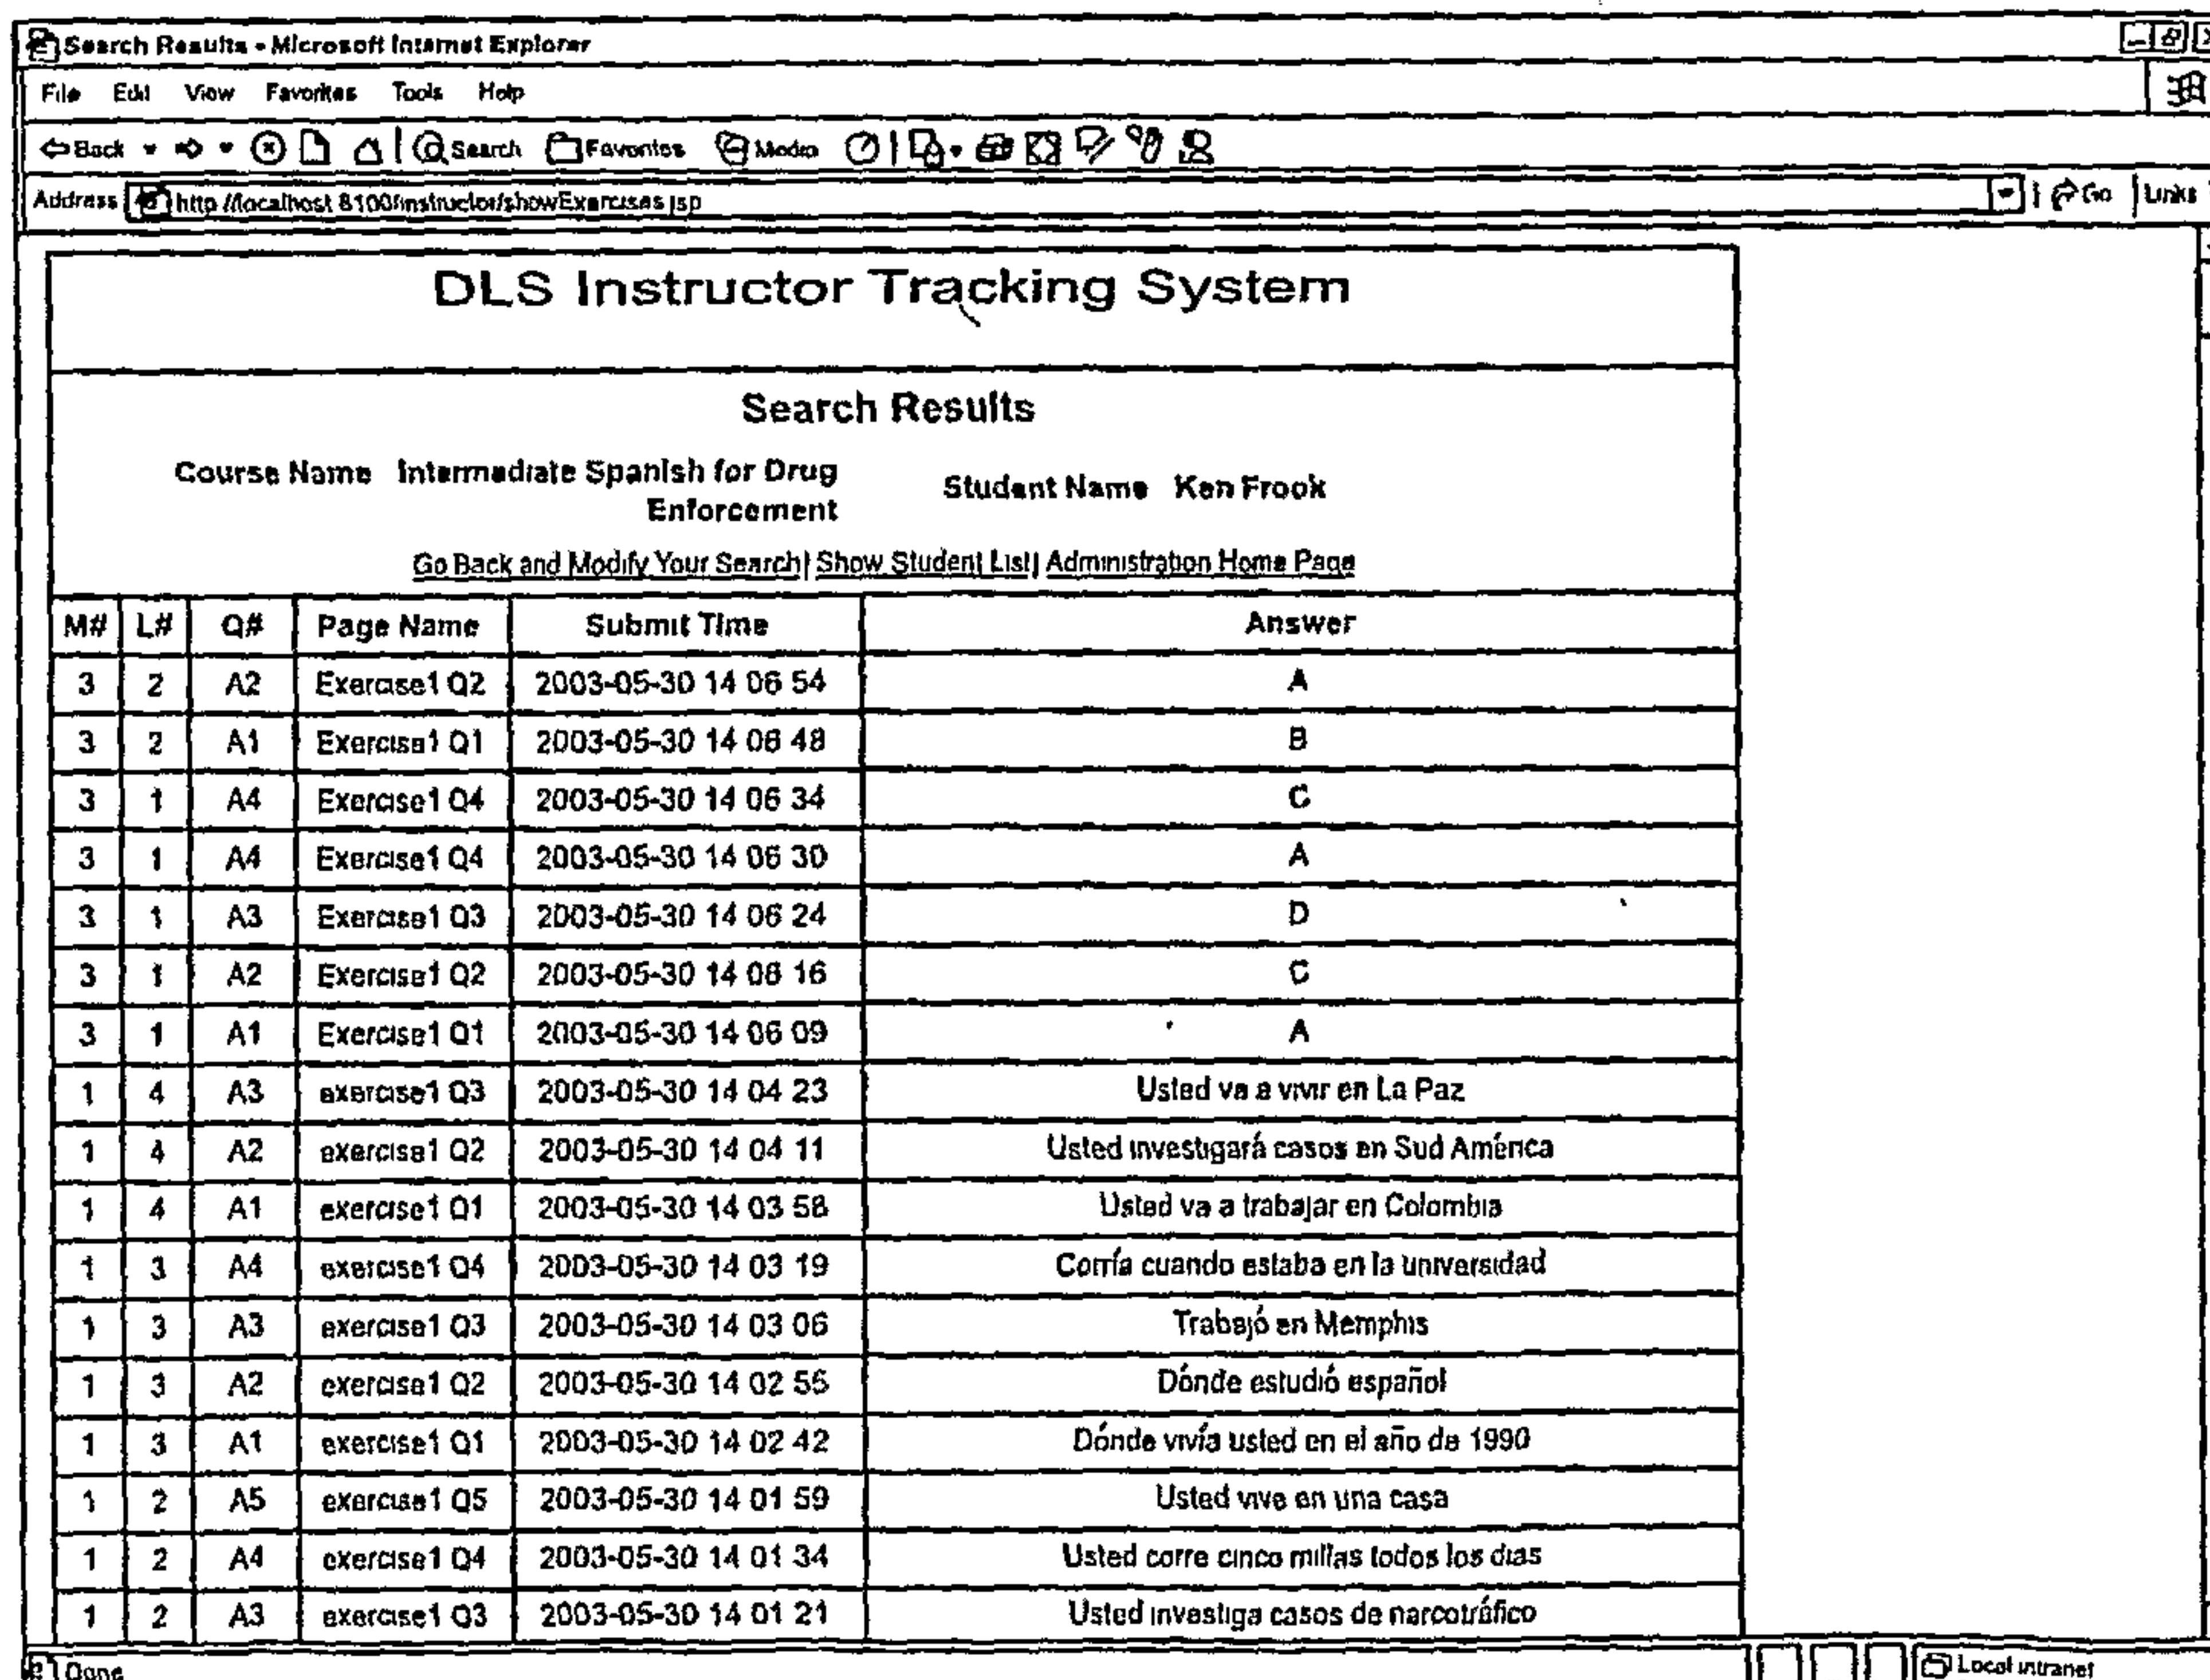 Search Results - Microsoft Internet Explorer
File Edit View Favorites Tools Help
Back Search Favorites Media
Address http //localhost 8100/instructor/showExercises jsp Go Links
DLS Instructor Tracking System
Search Results
Course Name Intermediate Spanish for Drug Enforcement Student Name Ken Frook
Go Back and Modify Your Search| Show Student List| Administration Home Page
M# L# Q# Page Name Submit Time Answer
3 2 A2 Exercise1 Q2 2003-05-30 14 06 54 A
3 2 A1 Exercise1 Q1 2003-05-30 14 06 48 B
3 1 A4 Exercise1 Q4 2003-05-30 14 06 34 C
3 1 A4 Exercise1 Q4 2003-05-30 14 06 30 A
3 1 A3 Exercise1 Q3 2003-05-30 14 06 24 D
3 1 A2 Exercise1 Q2 2003-05-30 14 06 16 C
3 1 A1 Exercise1 Q1 2003-05-30 14 06 09 A
1 4 A3 exercise1 Q3 2003-05-30 14 04 23 Usted va a vivir en La Paz
1 4 A2 exercise1 Q2 2003-05-30 14 04 11 Usted investigará casos en Sud América
1 4 A1 exercise1 Q1 2003-05-30 14 03 58 Usted va a trabajar en Colombia
1 3 A4 exercise1 Q4 2003-05-30 14 03 19 Corría cuando estaba en la universidad
1 3 A3 exercise1 Q3 2003-05-30 14 03 06 Trabajó en Memphis
1 3 A2 exercise1 Q2 2003-05-30 14 02 55 Dónde estudió español
1 3 A1 exercise1 Q1 2003-05-30 14 02 42 Dónde vivía usted en el año de 1990
1 2 A5 exercise1 Q5 2003-05-30 14 01 59 Usted vive en una casa
1 2 A4 exercise1 Q4 2003-05-30 14 01 34 Usted corre cinco millas todos los dias
1 2 A3 exercise1 Q3 2003-05-30 14 01 21 Usted investiga casos de narcotráfico
Done Local intranet